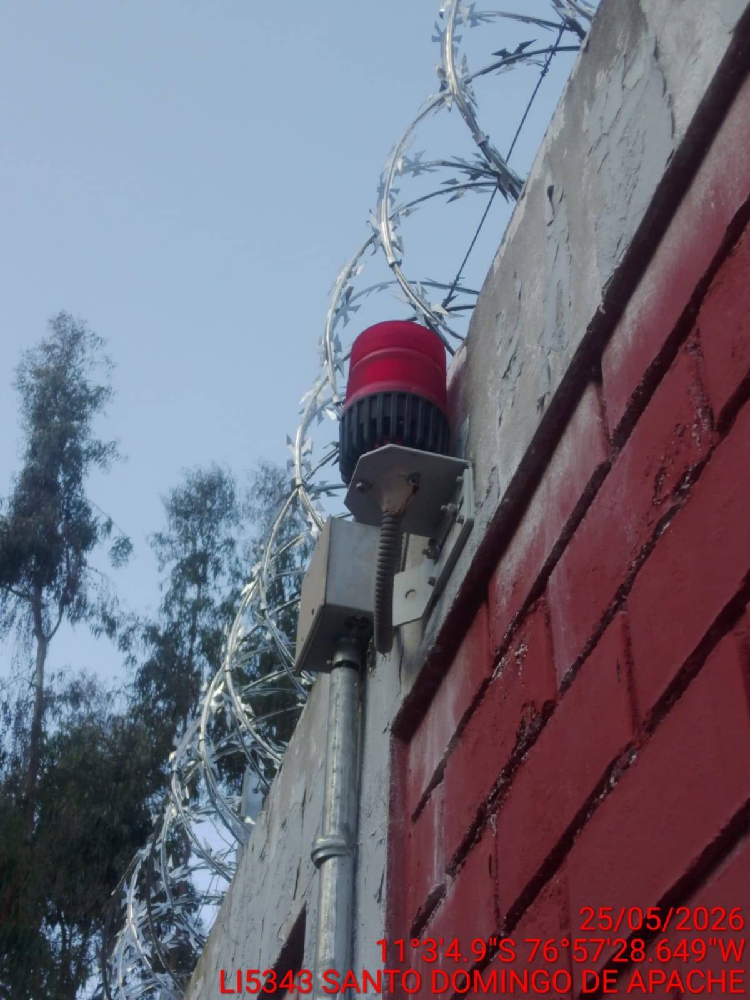 25/05/2026
11°3'4.9"S 76°57'28.649"W
LI5343 SANTO DOMINGO DE APACHE